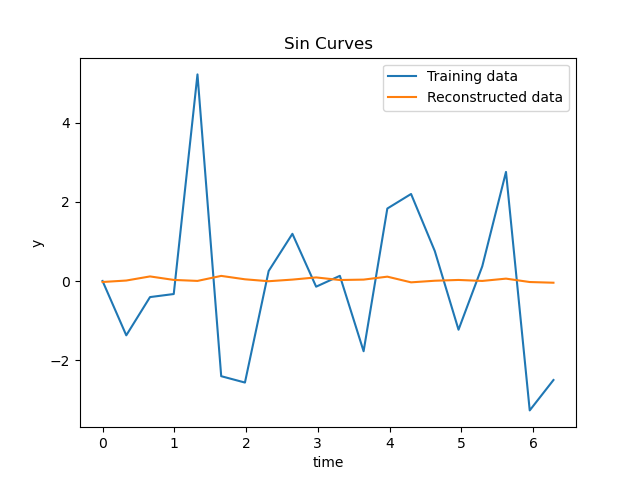 Sin Curves
Training data
Reconstructed data
4
2
0
−2
y
0 1 2 3 4 5 6
time